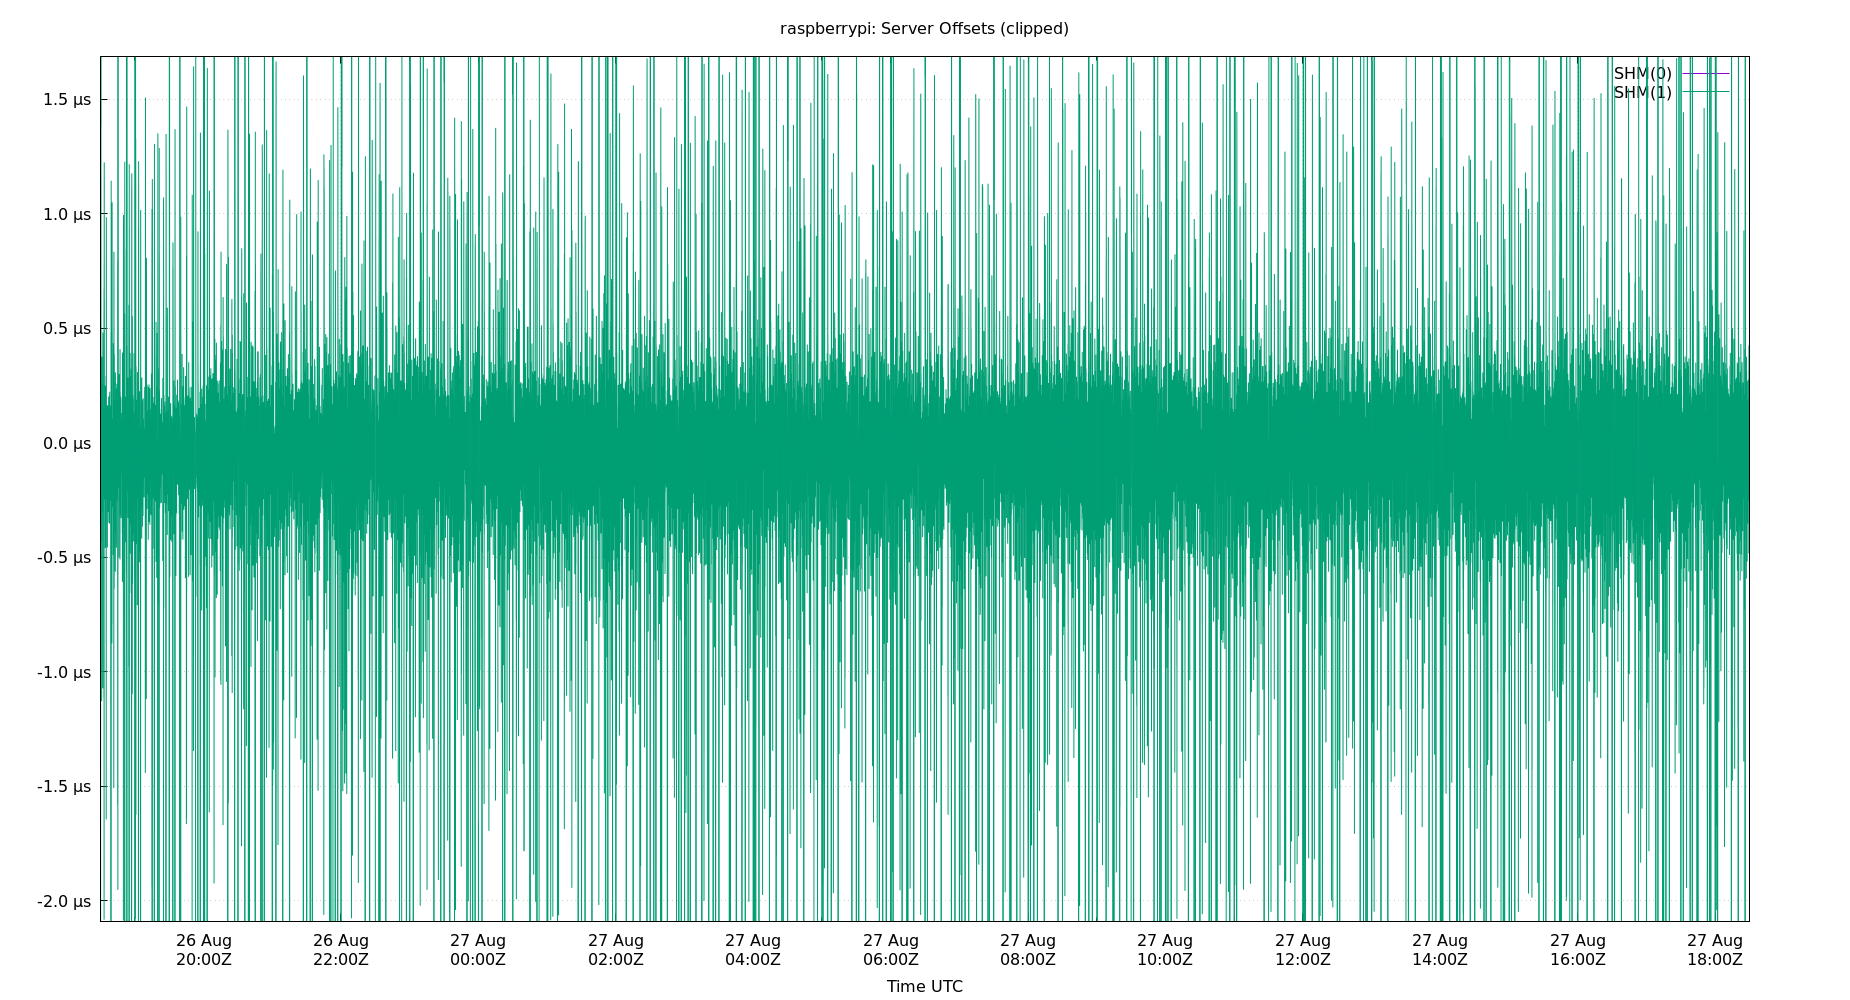 raspberrypi: Server Offsets (clipped)
SHM(0)
SHM(1)
1.5 µs
1.0 µs
0.5 µs
0.0 µs
-0.5 µs
-1.0 µs
-1.5 µs
-2.0 µs
26 Aug 26 Aug 27 Aug 27 Aug 27 Aug 27 Aug 27 Aug 27 Aug 27 Aug 27 Aug 27 Aug 27 Aug
20:00Z 22:00Z 00:00Z 02:00Z 04:00Z 06:00Z 08:00Z 10:00Z 12:00Z 14:00Z 16:00Z 18:00Z
Time UTC